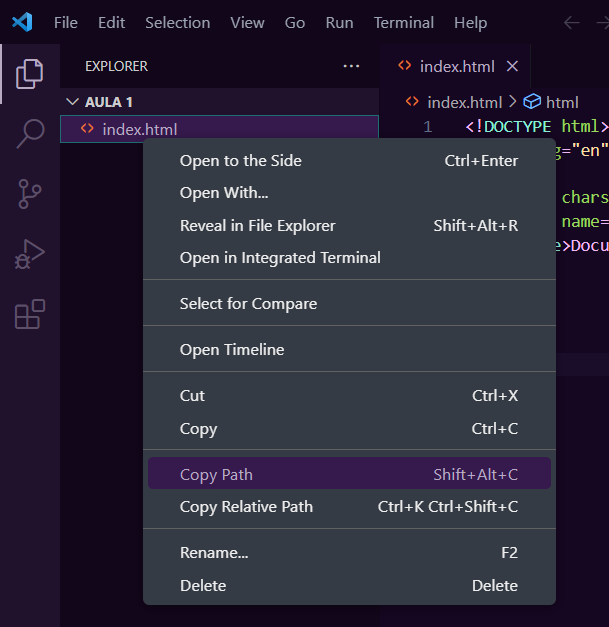 File Edit Selection View Go Run Terminal Help
EXPLORER ...
index.html
AULA 1
index.html > html
index.html
1 <!DOCTYPE html>
g="en"
chars
name=
e>Docu
Open to the Side Ctrl+Enter
Open With...
Reveal in File Explorer Shift+Alt+R
Open in Integrated Terminal
Select for Compare
Open Timeline
Cut Ctrl+X
Copy Ctrl+C
Copy Path Shift+Alt+C
Copy Relative Path Ctrl+K Ctrl+Shift+C
Rename... F2
Delete Delete